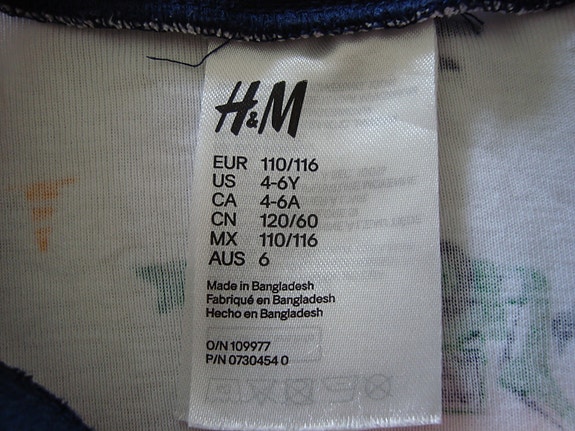 H&M
EUR 110/116
US 4-6Y
CA 4-6A
CN 120/60
MX 110/116
AUS 6
Made in Bangladesh
Fabriqué en Bangladesh
Hecho en Bangladesh
O/N 109977
P/N 0730454 0